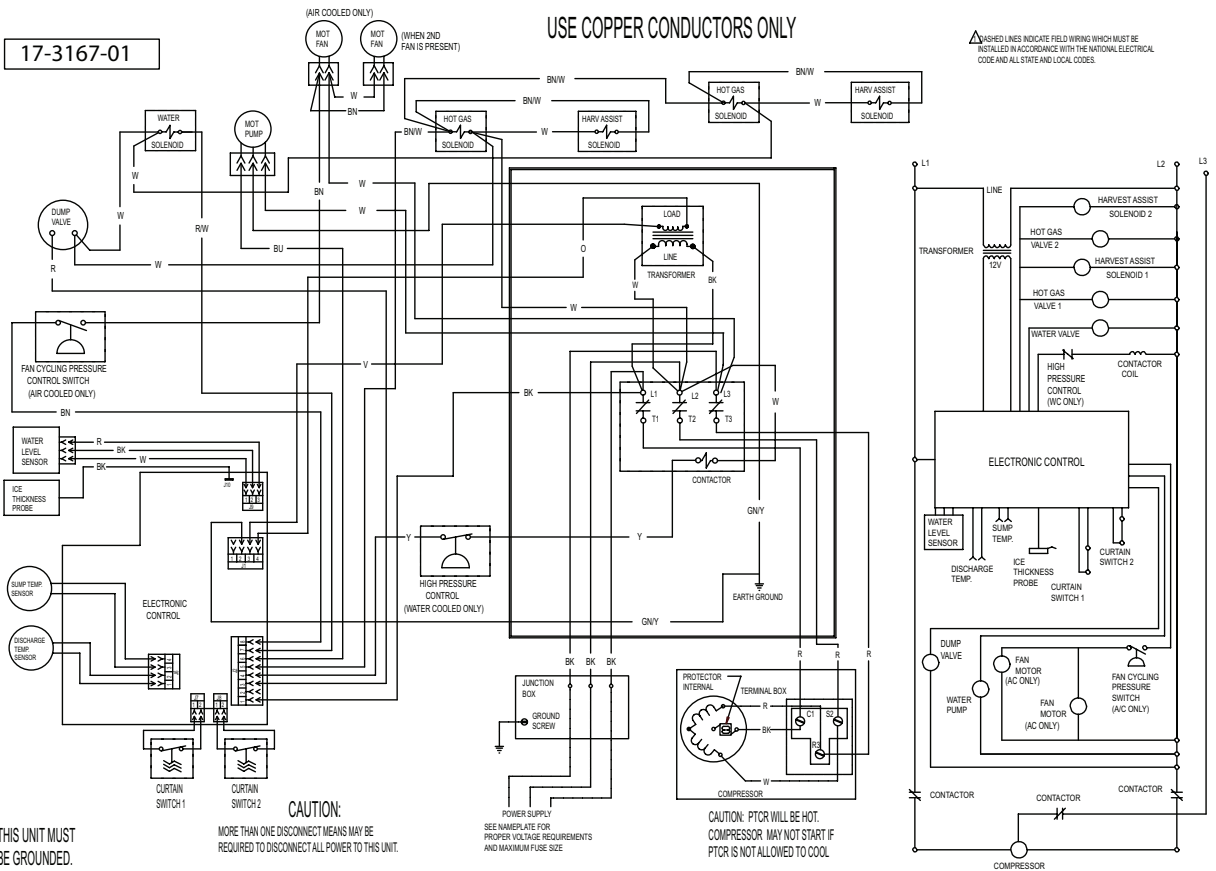 17-3167-01
(AIR COOLED ONLY)
MOT
FAN
MOT
FAN
(WHEN 2ND
FAN IS PRESENT)
USE COPPER CONDUCTORS ONLY
DASHED LINES INDICATE FIELD WIRING WHICH MUST BE
INSTALLED IN ACCORDANCE WITH THE NATIONAL ELECTRICAL
CODE AND ALL STATE AND LOCAL CODES.
W
BN
BN/W
BN/W
HOT GAS
SOLENOID
W
HARV ASSIST
SOLENOID
WATER
SOLENOID
MOT
PUMP
BN/W
HOT GAS
SOLENOID
W
HARV ASSIST
SOLENOID
W
W
BN
W
W
DUMP
VALVE
R
W
R/W
BU
O
LOAD
LINE
TRANSFORMER
W
BK
W
FAN CYCLING PRESSURE
CONTROL SWITCH
(AIR COOLED ONLY)
BN
V
BK
L1
L2
L3
T1
T2
T3
W
CONTACTOR
WATER
LEVEL
SENSOR
R
BK
W
BK
ICE
THICKNESS
PROBE
J10
1 2 3
1 2 3 4
J1
Y
Y
HIGH PRESSURE
CONTROL
(WATER COOLED ONLY)
GN/Y
EARTH GROUND
GN/Y
SUMP TEMP.
SENSOR
DISCHARGE
TEMP.
SENSOR
ELECTRONIC
CONTROL
1 2
1 2
CURTAIN
SWITCH 1
CURTAIN
SWITCH 2
BK
BK
BK
JUNCTION
BOX
GROUND
SCREW
POWER SUPPLY
SEE NAMEPLATE FOR
PROPER VOLTAGE REQUIREMENTS
AND MAXIMUM FUSE SIZE
R
R
R
PROTECTOR
INTERNAL
TERMINAL BOX
R
BK
W
C1
S2
R3
COMPRESSOR
CAUTION: PTCR WILL BE HOT.
COMPRESSOR MAY NOT START IF
PTCR IS NOT ALLOWED TO COOL
CAUTION:
MORE THAN ONE DISCONNECT MEANS MAY BE
REQUIRED TO DISCONNECT ALL POWER TO THIS UNIT.
THIS UNIT MUST
BE GROUNDED.
L1
L2
L3
LINE
TRANSFORMER
12V
HARVEST ASSIST
SOLENOID 2
HOT GAS
VALVE 2
HARVEST ASSIST
SOLENOID 1
HOT GAS
VALVE 1
WATER VALVE
HIGH
PRESSURE
CONTROL
(WC ONLY)
CONTACTOR
COIL
ELECTRONIC CONTROL
WATER
LEVEL
SENSOR
DISCHARGE
TEMP.
SUMP
TEMP.
ICE
THICKNESS
PROBE
CURTAIN
SWITCH 1
CURTAIN
SWITCH 2
DUMP
VALVE
WATER
PUMP
FAN
MOTOR
(AC ONLY)
FAN
MOTOR
(AC ONLY)
FAN CYCLING
PRESSURE
SWITCH
(A/C ONLY)
CONTACTOR
CONTACTOR
CONTACTOR
COMPRESSOR